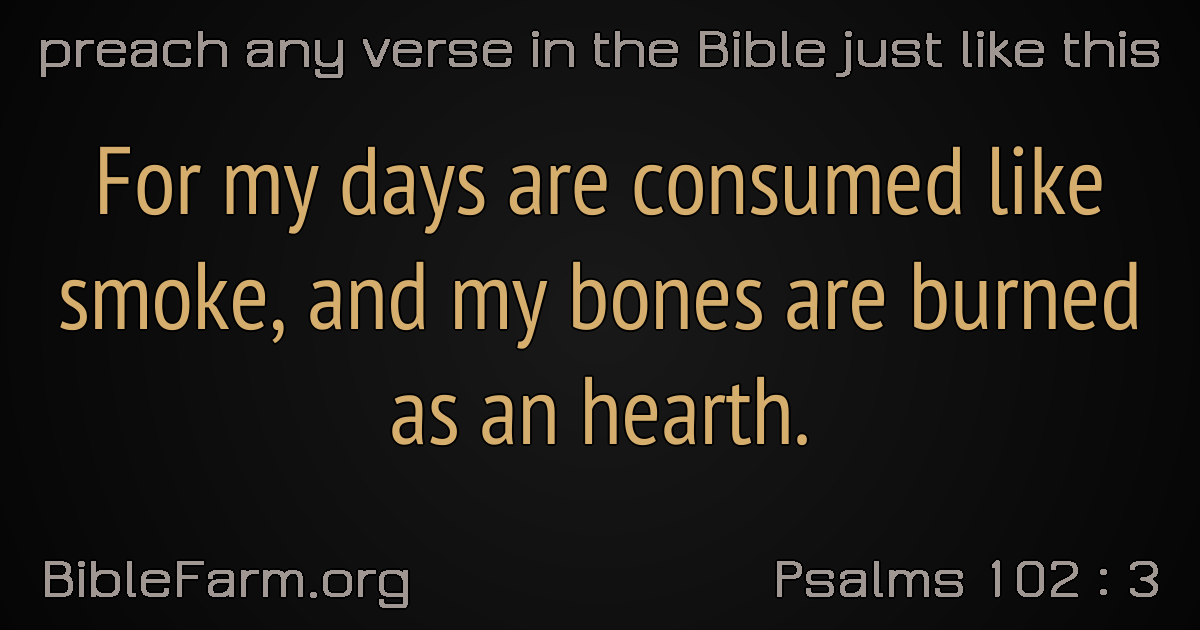 preach any verse in the Bible just like this
For my days are consumed like
smoke, and my bones are burned
as an hearth.
BibleFarm.org
Psalms 102 : 3